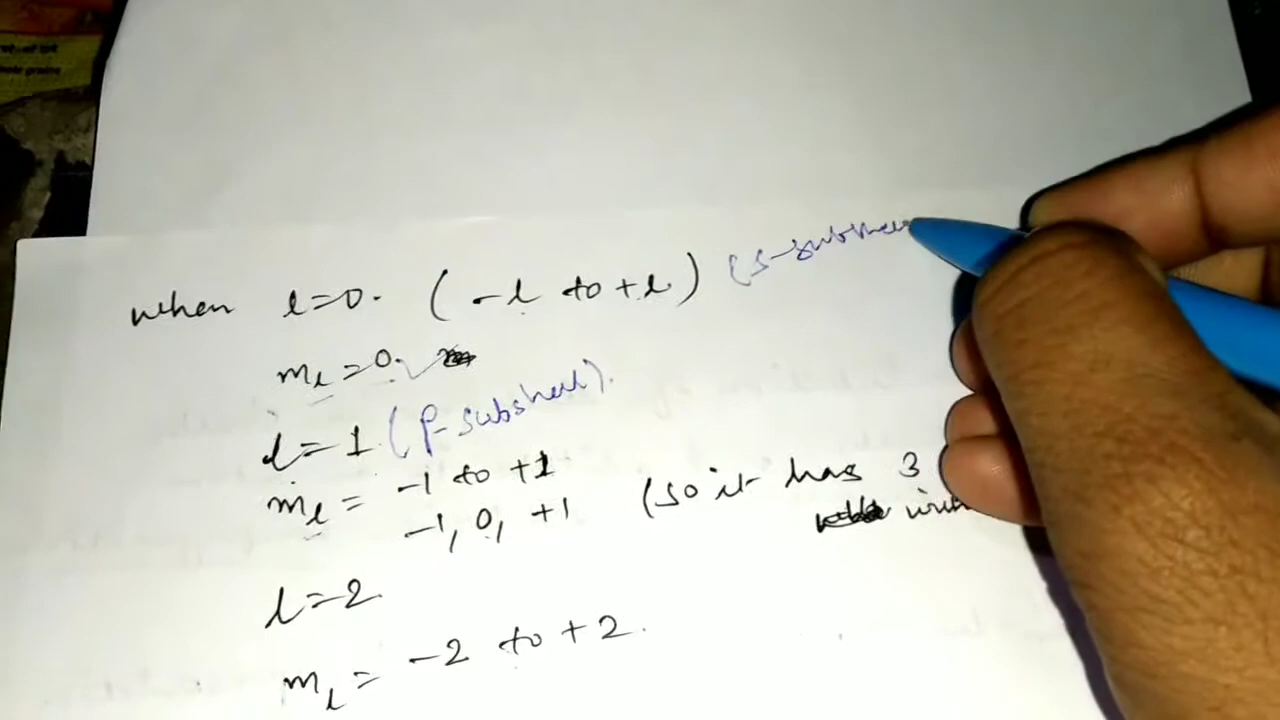 when l=0. (-l to +l) (s-subshell
ml=0.
l=1 (P-subshell).
ml= -1 to +1
-1, 0, +1 (so it has 3
with
l=2
ml= -2 to +2.